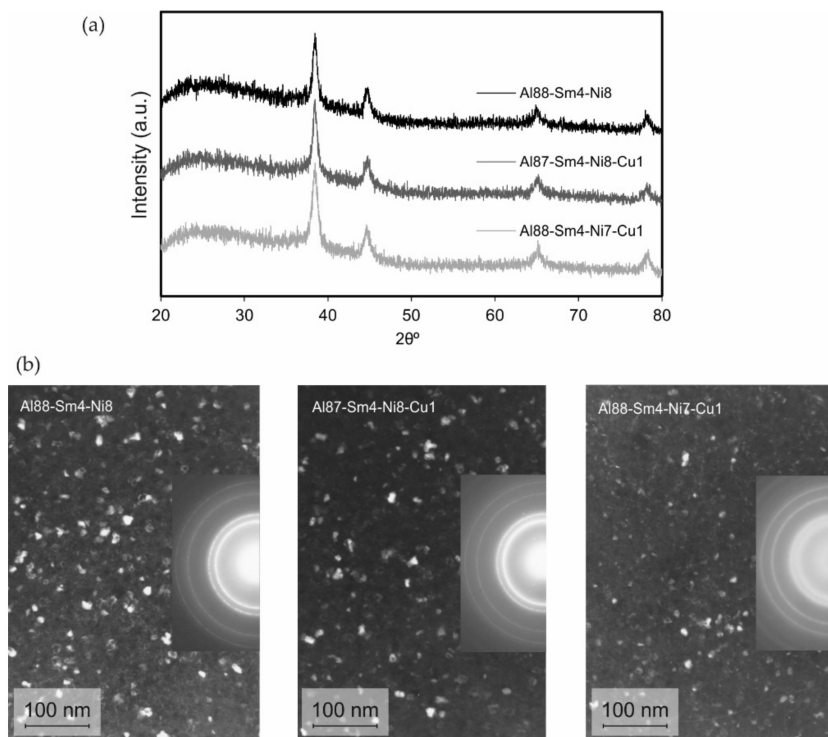 (a)
Intensity (a.u.)
Al88-Sm4-Ni8
Al87-Sm4-Ni8-Cu1
Al88-Sm4-Ni7-Cu1
20 30 40 50 60 70 80
2θº
(b)
Al88-Sm4-Ni8
Al87-Sm4-Ni8-Cu1
Al88-Sm4-Ni7-Cu1
100 nm
100 nm
100 nm